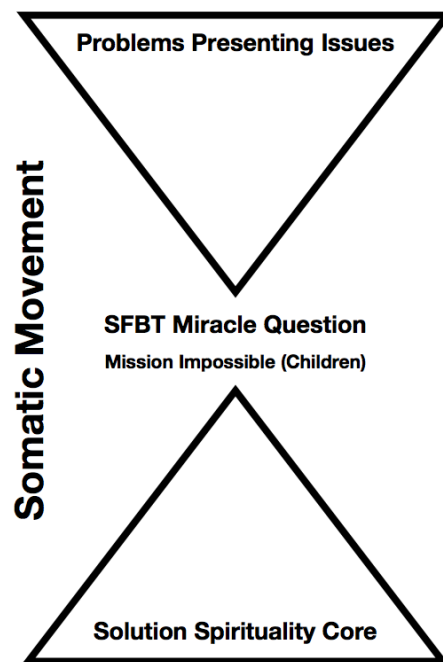 Problems Presenting Issues
Somatic Movement
SFBT Miracle Question
Mission Impossible (Children)
Solution Spirituality Core